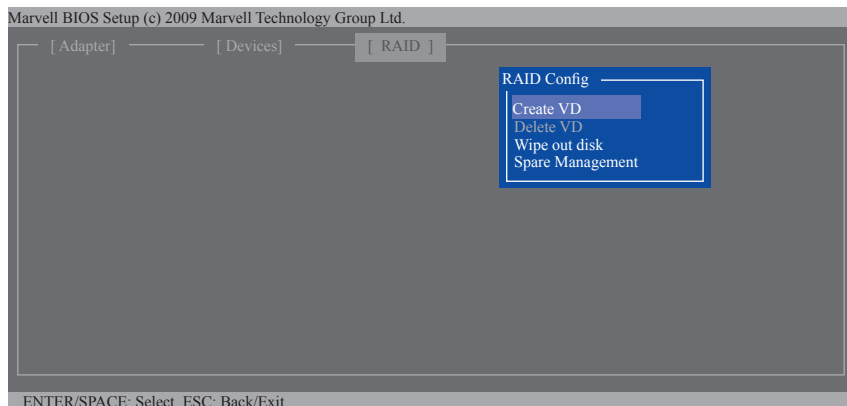 Marvell BIOS Setup (c) 2009 Marvell Technology Group Ltd.
[ Adapter] [ Devices] [ RAID ]
RAID Config
Create VD
Delete VD
Wipe out disk
Spare Management
ENTER/SPACE: Select ESC: Back/Exit